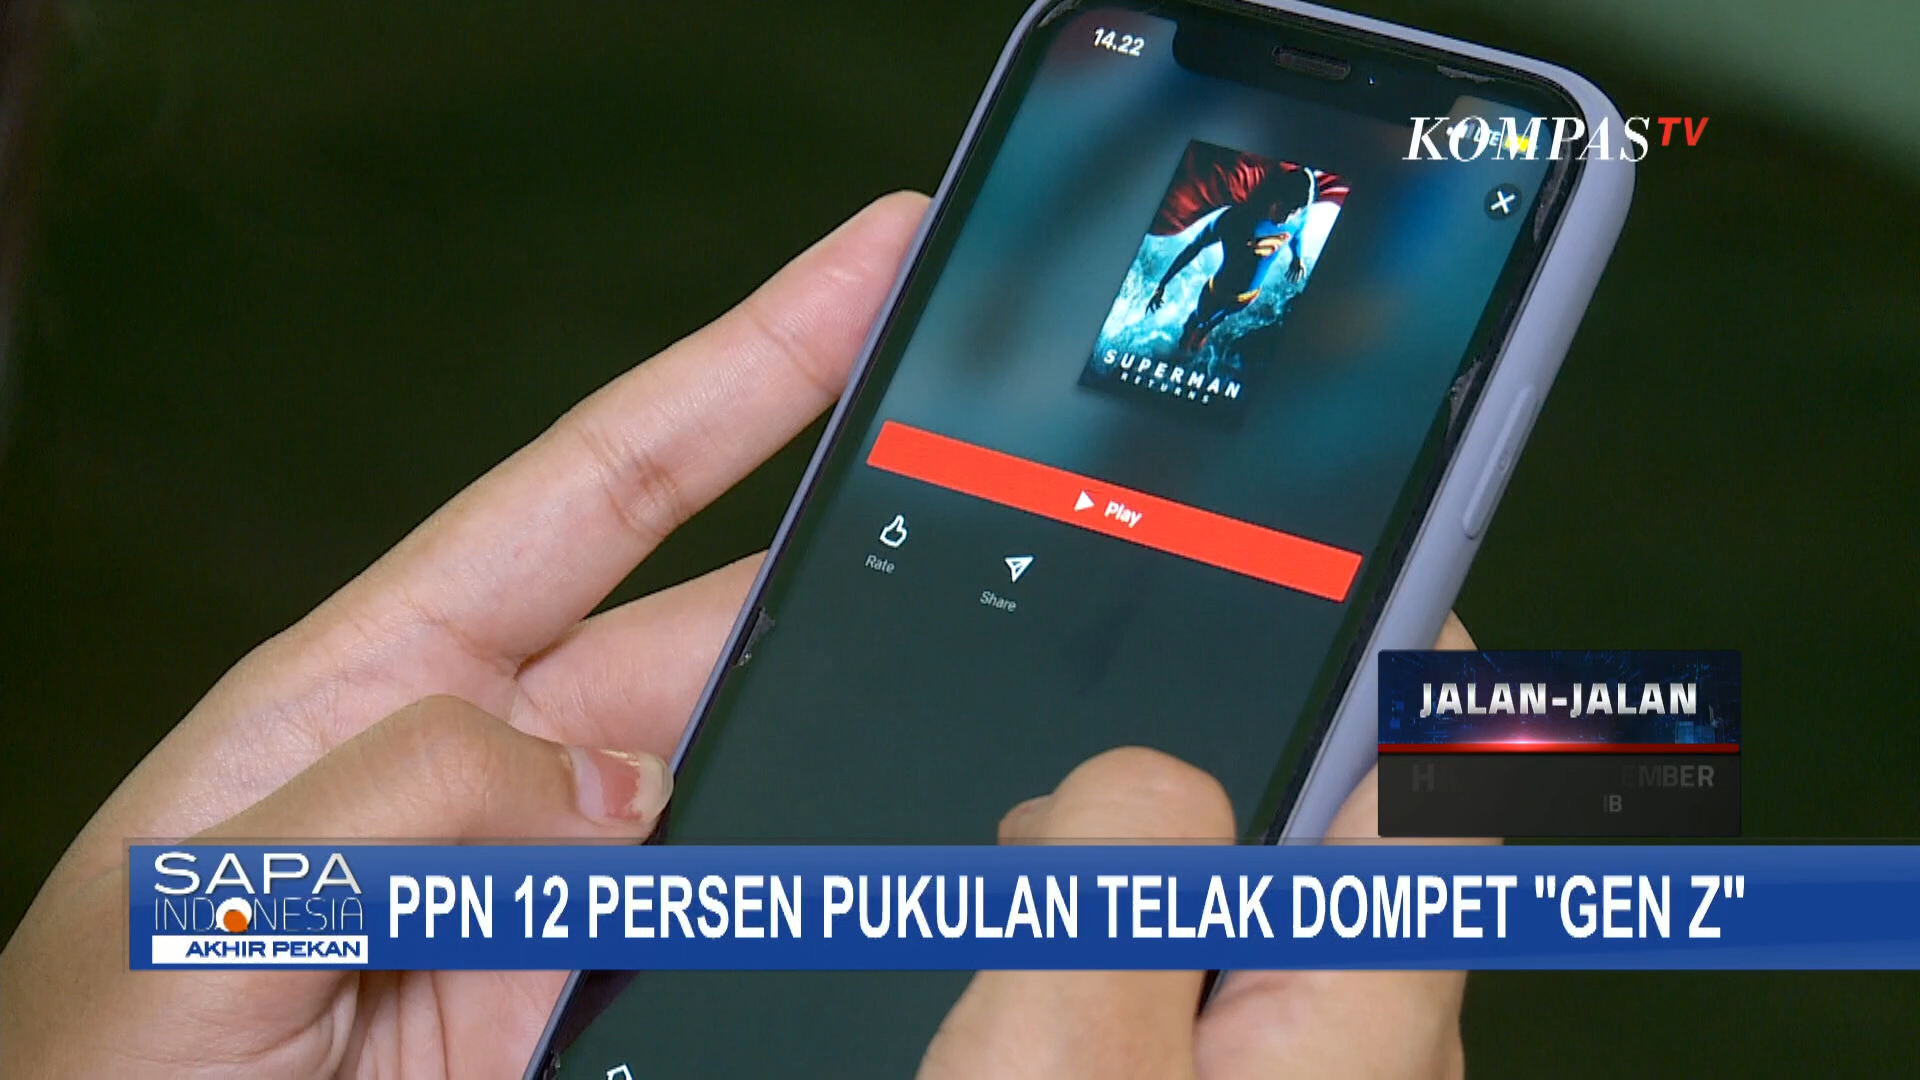 14.22
KOMPAS TV
LTE
SUPERMAN
RETURNS
Play
Rate
Share
JALAN-JALAN
SAPA
INDONESIA
AKHIR PEKAN
PPN 12 PERSEN PUKULAN TELAK DOMPET "GEN Z"